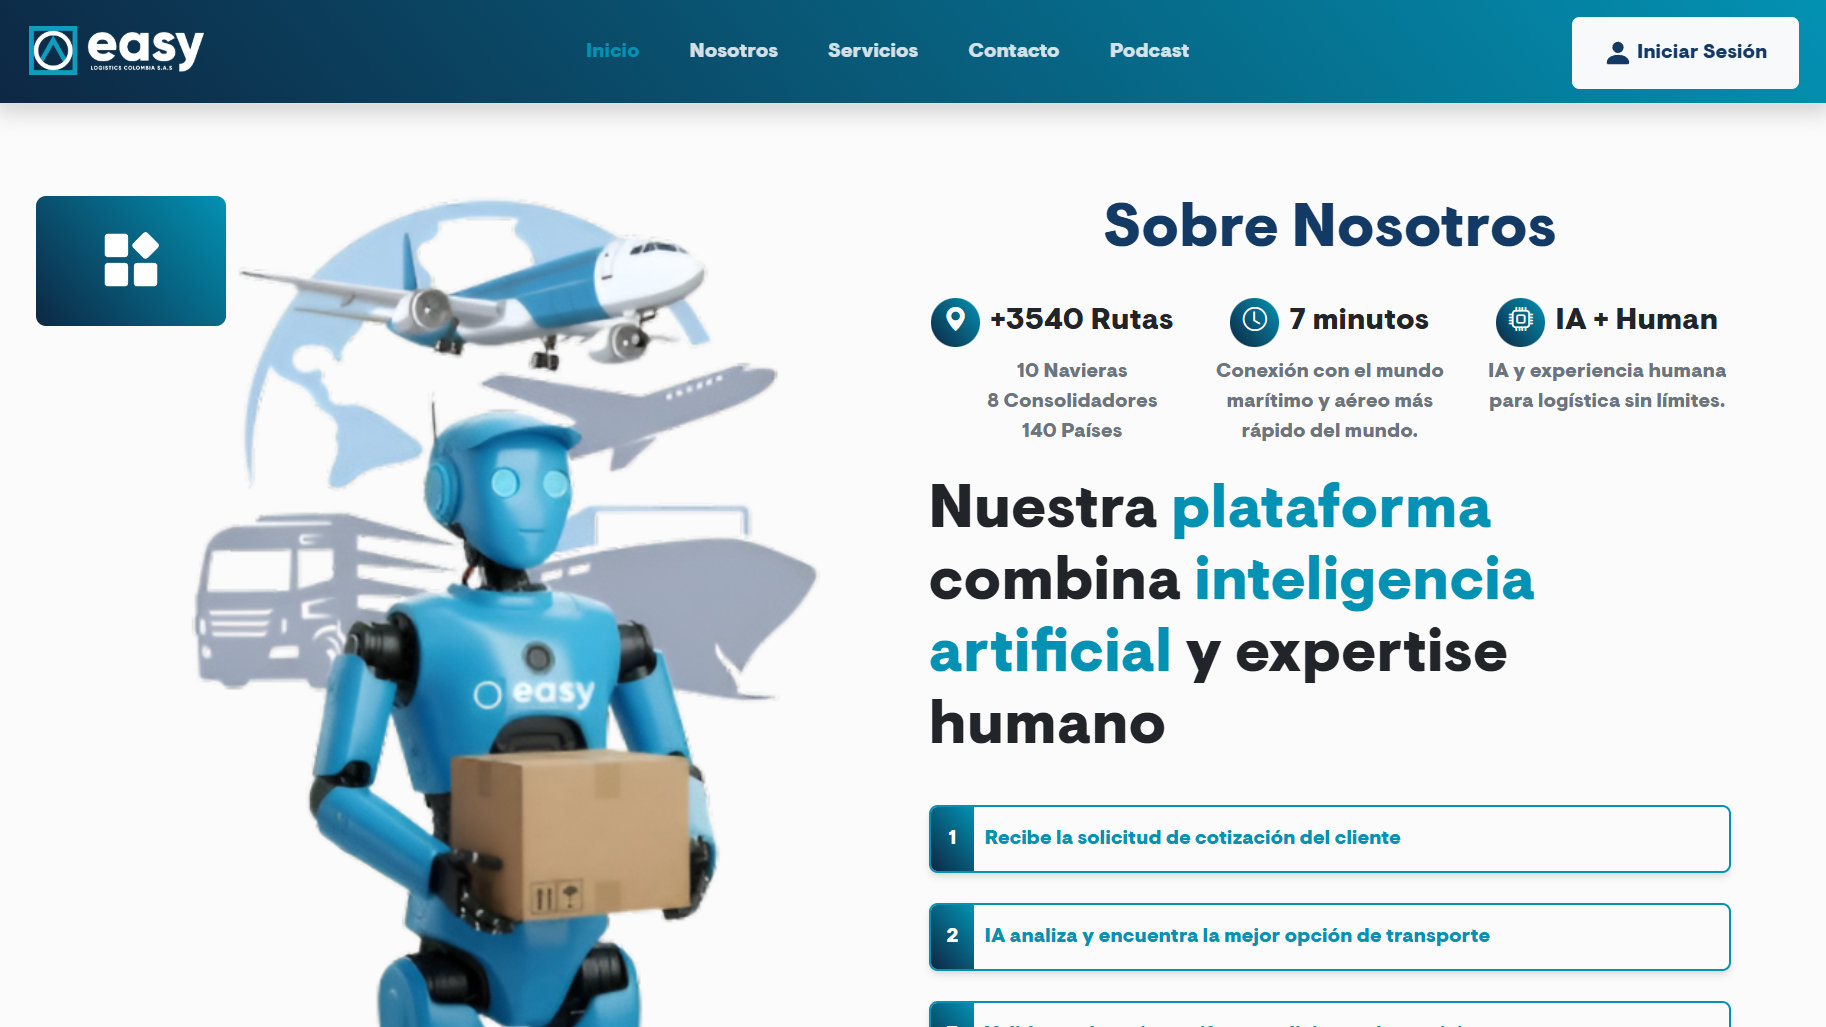 easy
LOGISTICS COLOMBIA S.A.S
Inicio
Nosotros
Servicios
Contacto
Podcast
Iniciar Sesión
Sobre Nosotros
+3540 Rutas
10 Navieras
8 Consolidadores
140 Países
7 minutos
Conexión con el mundo
marítimo y aéreo más
rápido del mundo.
IA + Human
IA y experiencia humana
para logística sin límites.
easy
Nuestra plataforma
combina inteligencia
artificial y expertise
humano
1 Recibe la solicitud de cotización del cliente
2 IA analiza y encuentra la mejor opción de transporte